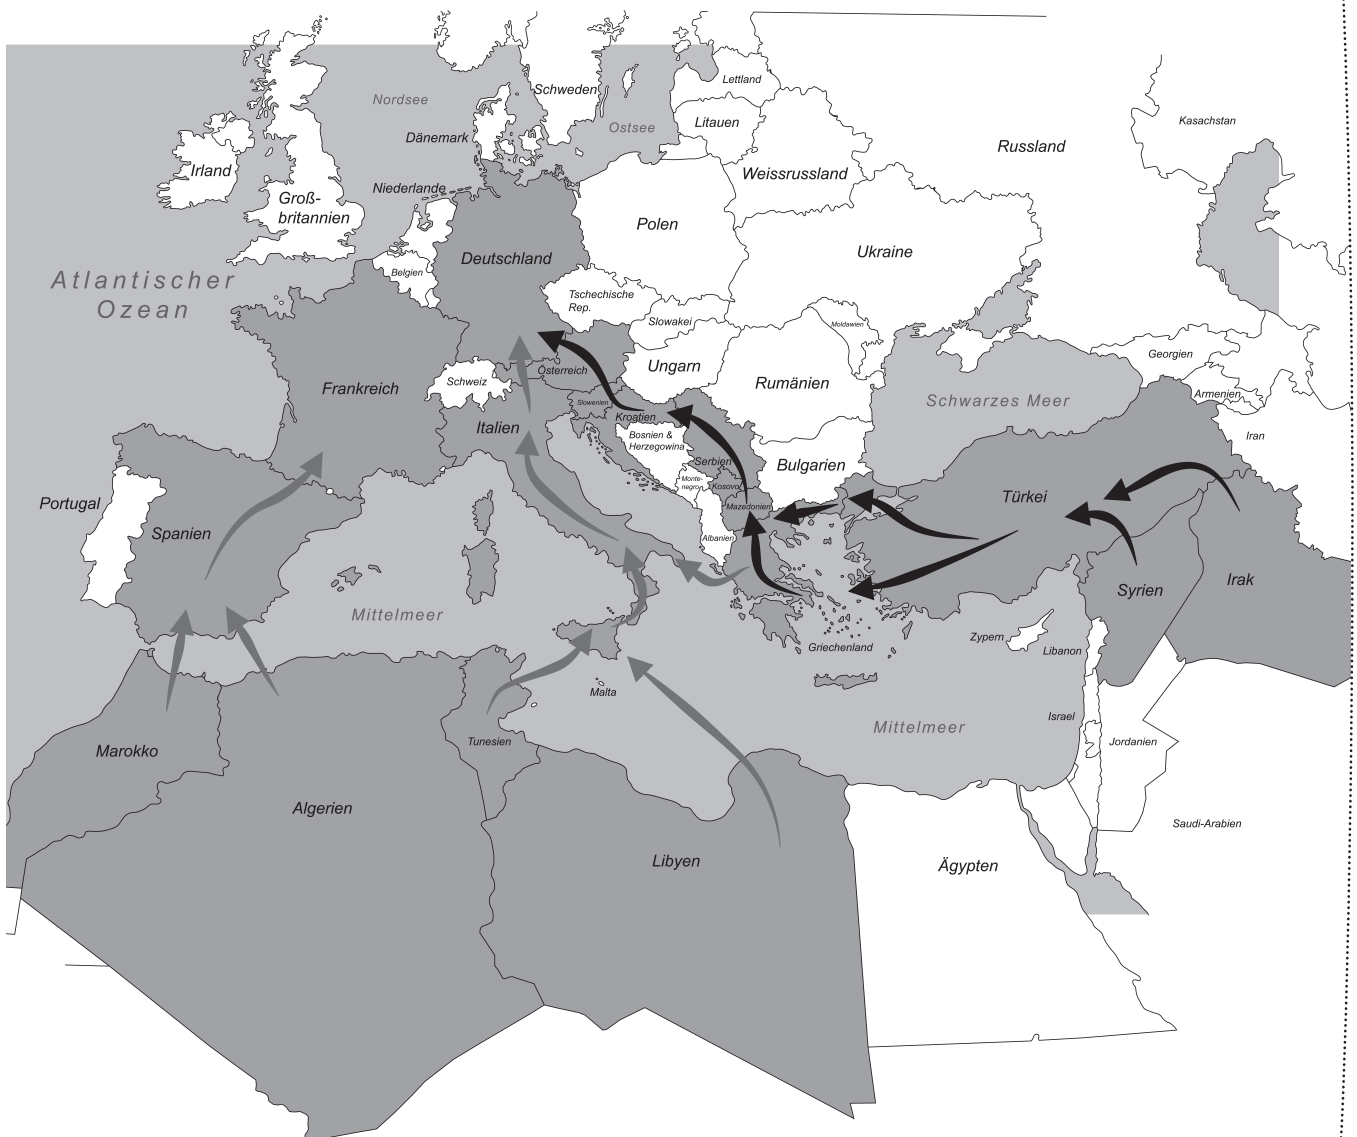 Lettland
Schweden
Nordsee
Litauen
Kasachstan
Ostsee
Dänemark
Russland
Irland
Weissrussland
Niederlande
Groß-
britannien
Polen
Ukraine
Deutschland
Belgien
Atlantischer
Ozean
Tschechische
Rep.
Slowakei
Moldawien
Georgien
Ungarn
Österreich
Schweiz
Rumänien
Frankreich
Armenien
Schwarzes Meer
Slowenien
Kroatien
Italien
Bosnien &
Herzegowina
Iran
Serbien
Bulgarien
Monte-
negro
Kosovo
Türkei
Portugal
Mazedonien
Spanien
Albanien
Irak
Syrien
Mittelmeer
Zypern
Griechenland
Libanon
Malta
Israel
Mittelmeer
Tunesien
Jordanien
Marokko
Algerien
Saudi-Arabien
Libyen
Ägypten